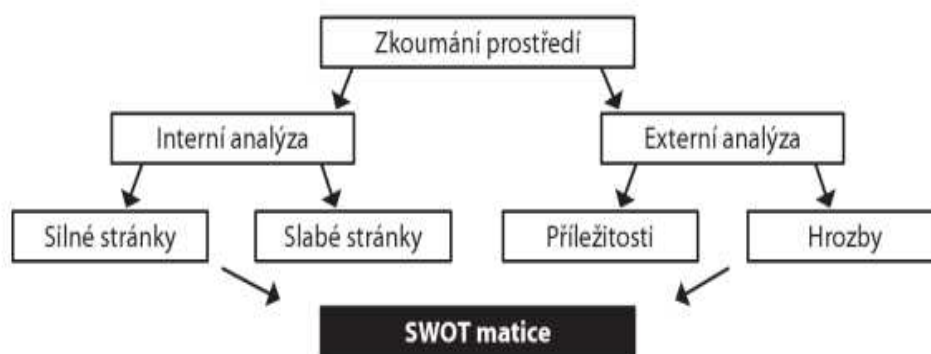 Zkoumání prostředí
Interní analýza
Externí analýza
Silné stránky
Slabé stránky
Příležitosti
Hrozby
SWOT matice